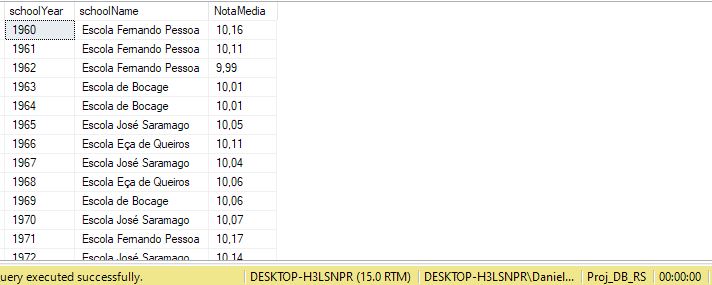 schoolYear schoolName NotaMedia
1960 Escola Fernando Pessoa 10,16
1961 Escola Fernando Pessoa 10,11
1962 Escola Fernando Pessoa 9,99
1963 Escola de Bocage 10,01
1964 Escola de Bocage 10,01
1965 Escola José Saramago 10,05
1966 Escola Eça de Queiros 10,11
1967 Escola José Saramago 10,04
1968 Escola Eça de Queiros 10,06
1969 Escola de Bocage 10,06
1970 Escola José Saramago 10,07
1971 Escola Fernando Pessoa 10,17
1972 Escola José Saramago 10,14
uery executed successfully. DESKTOP-H3LSNPR (15.0 RTM) DESKTOP-H3LSNPR\Daniel... Proj_DB_RS 00:00:00